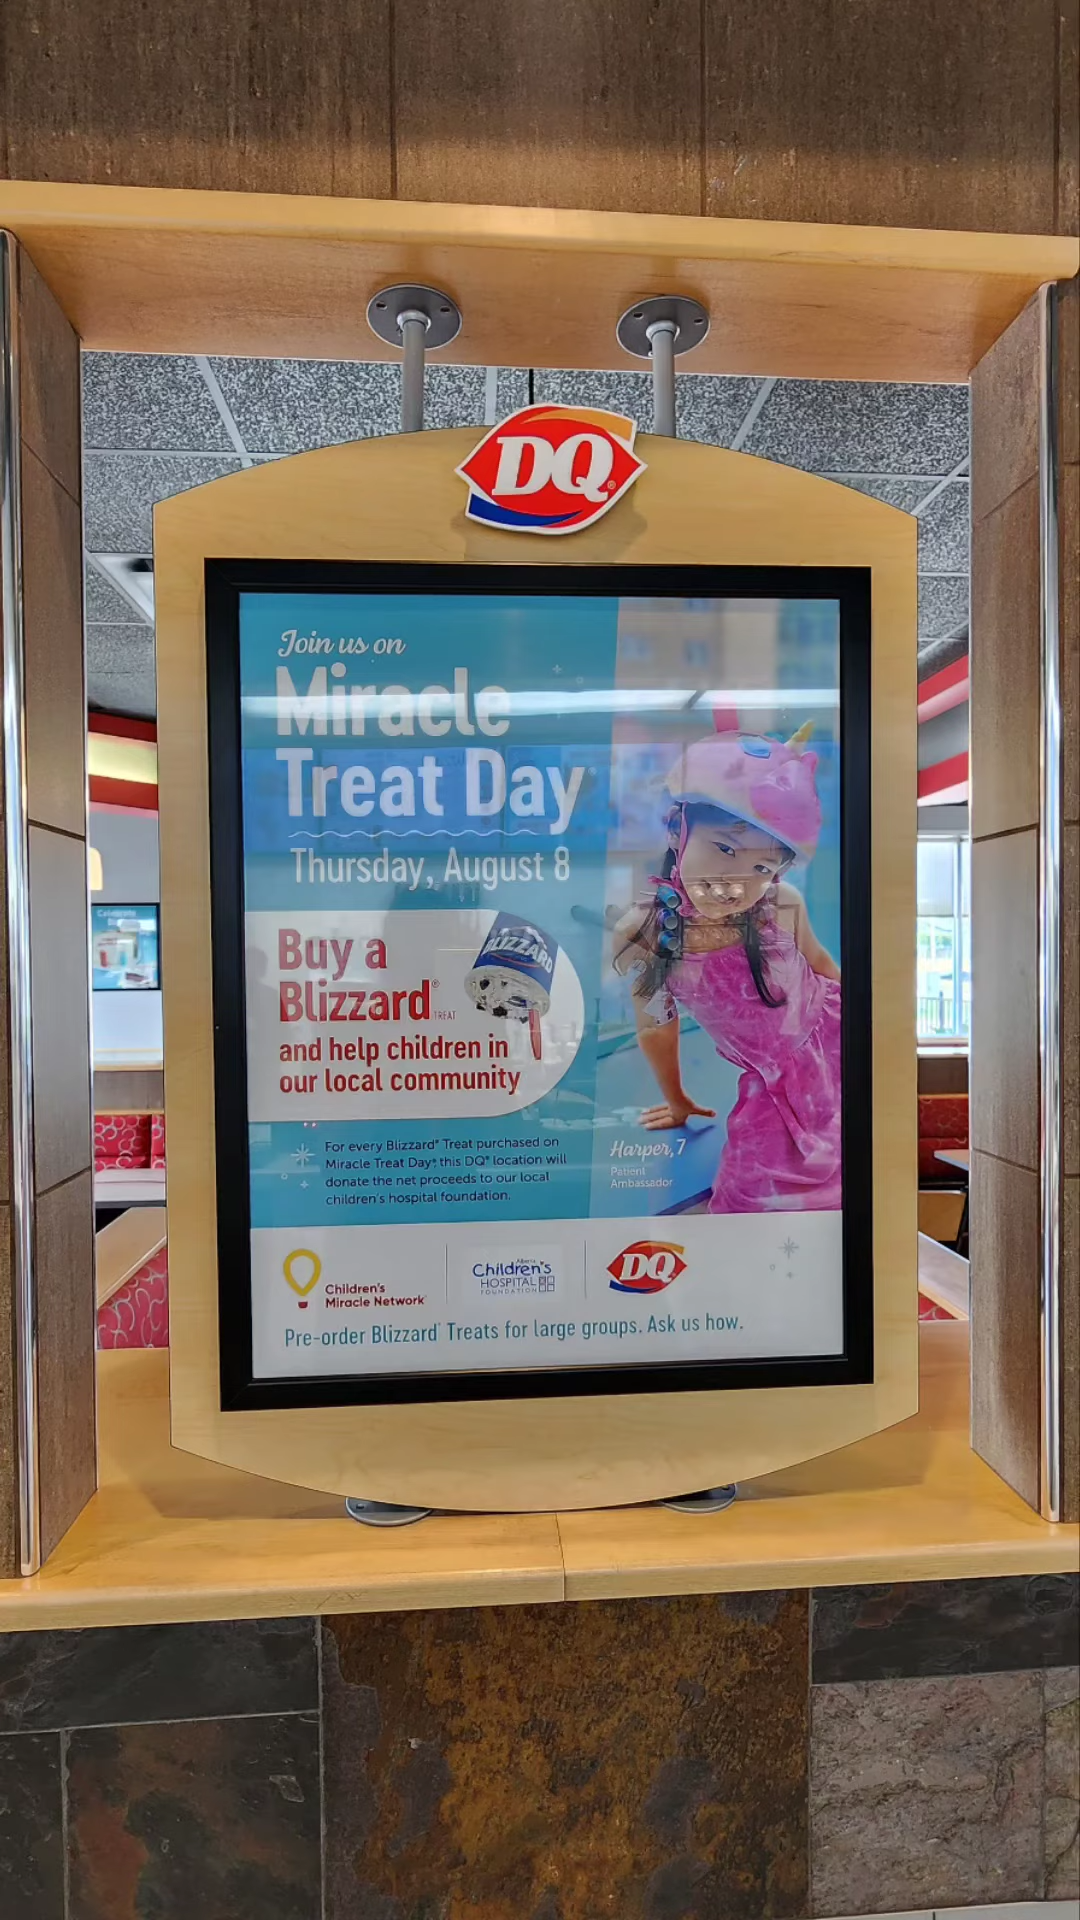 DQ®
Join us on
Miracle
Treat Day
Thursday, August 8
Buy a
Blizzard®
TREAT
and help children in
our local community
BLIZZARD
For every Blizzard® Treat purchased on
Miracle Treat Day®, this DQ® location will
donate the net proceeds to our local
children's hospital foundation.
Harper, 7
Patient
Ambassador
Children's
Miracle Network®
Alberta
Children's
HOSPITAL
FOUNDATION
DQ
Pre-order Blizzard® Treats for large groups. Ask us how.
Celebrate